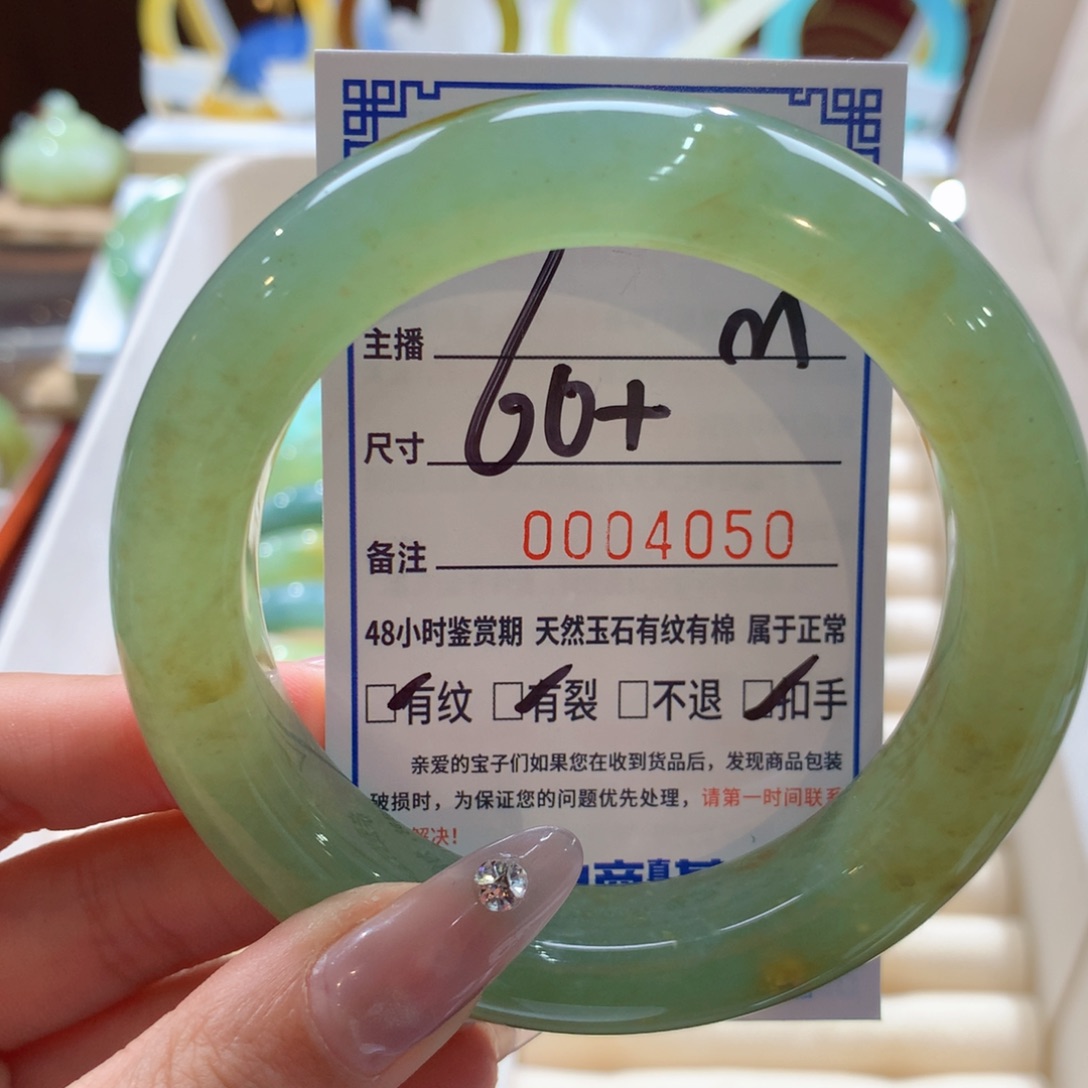 m
主播
60+
尺寸
备注 0004050
48小时鉴赏期 天然玉石有纹有棉 属于正常
☑有纹 ☑有裂 □不退 ☑扣手
亲爱的宝子们如果您在收到货品后，发现商品包装
破损时，为保证您的问题优先处理，请第一时间联系
解决！